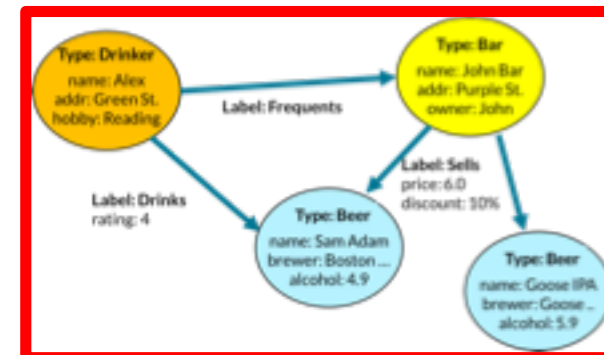 Type: Drinker
name: Alex
addr: Green St.
hobby: Reading
Type: Bar
name: John Bar
addr: Purple St.
owner: John
Label: Frequents
Label: Sells
price: 6.0
discount: 10%
Label: Drinks
rating: 4
Type: Beer
name: Sam Adam
brewer: Boston ...
alcohol: 4.9
Type: Beer
name: Goose IPA
brewer: Goose ..
alcohol: 5.9